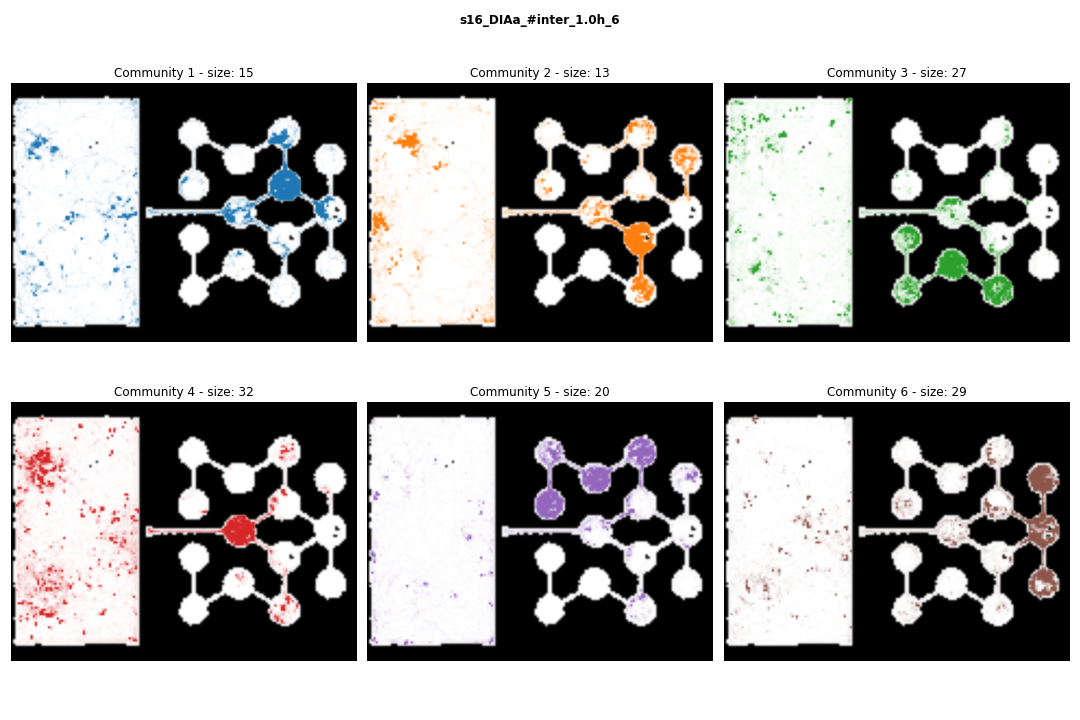 s16_DIAa_#inter_1.0h_6
Community 1 - size: 15
Community 2 - size: 13
Community 3 - size: 27
Community 4 - size: 32
Community 5 - size: 20
Community 6 - size: 29